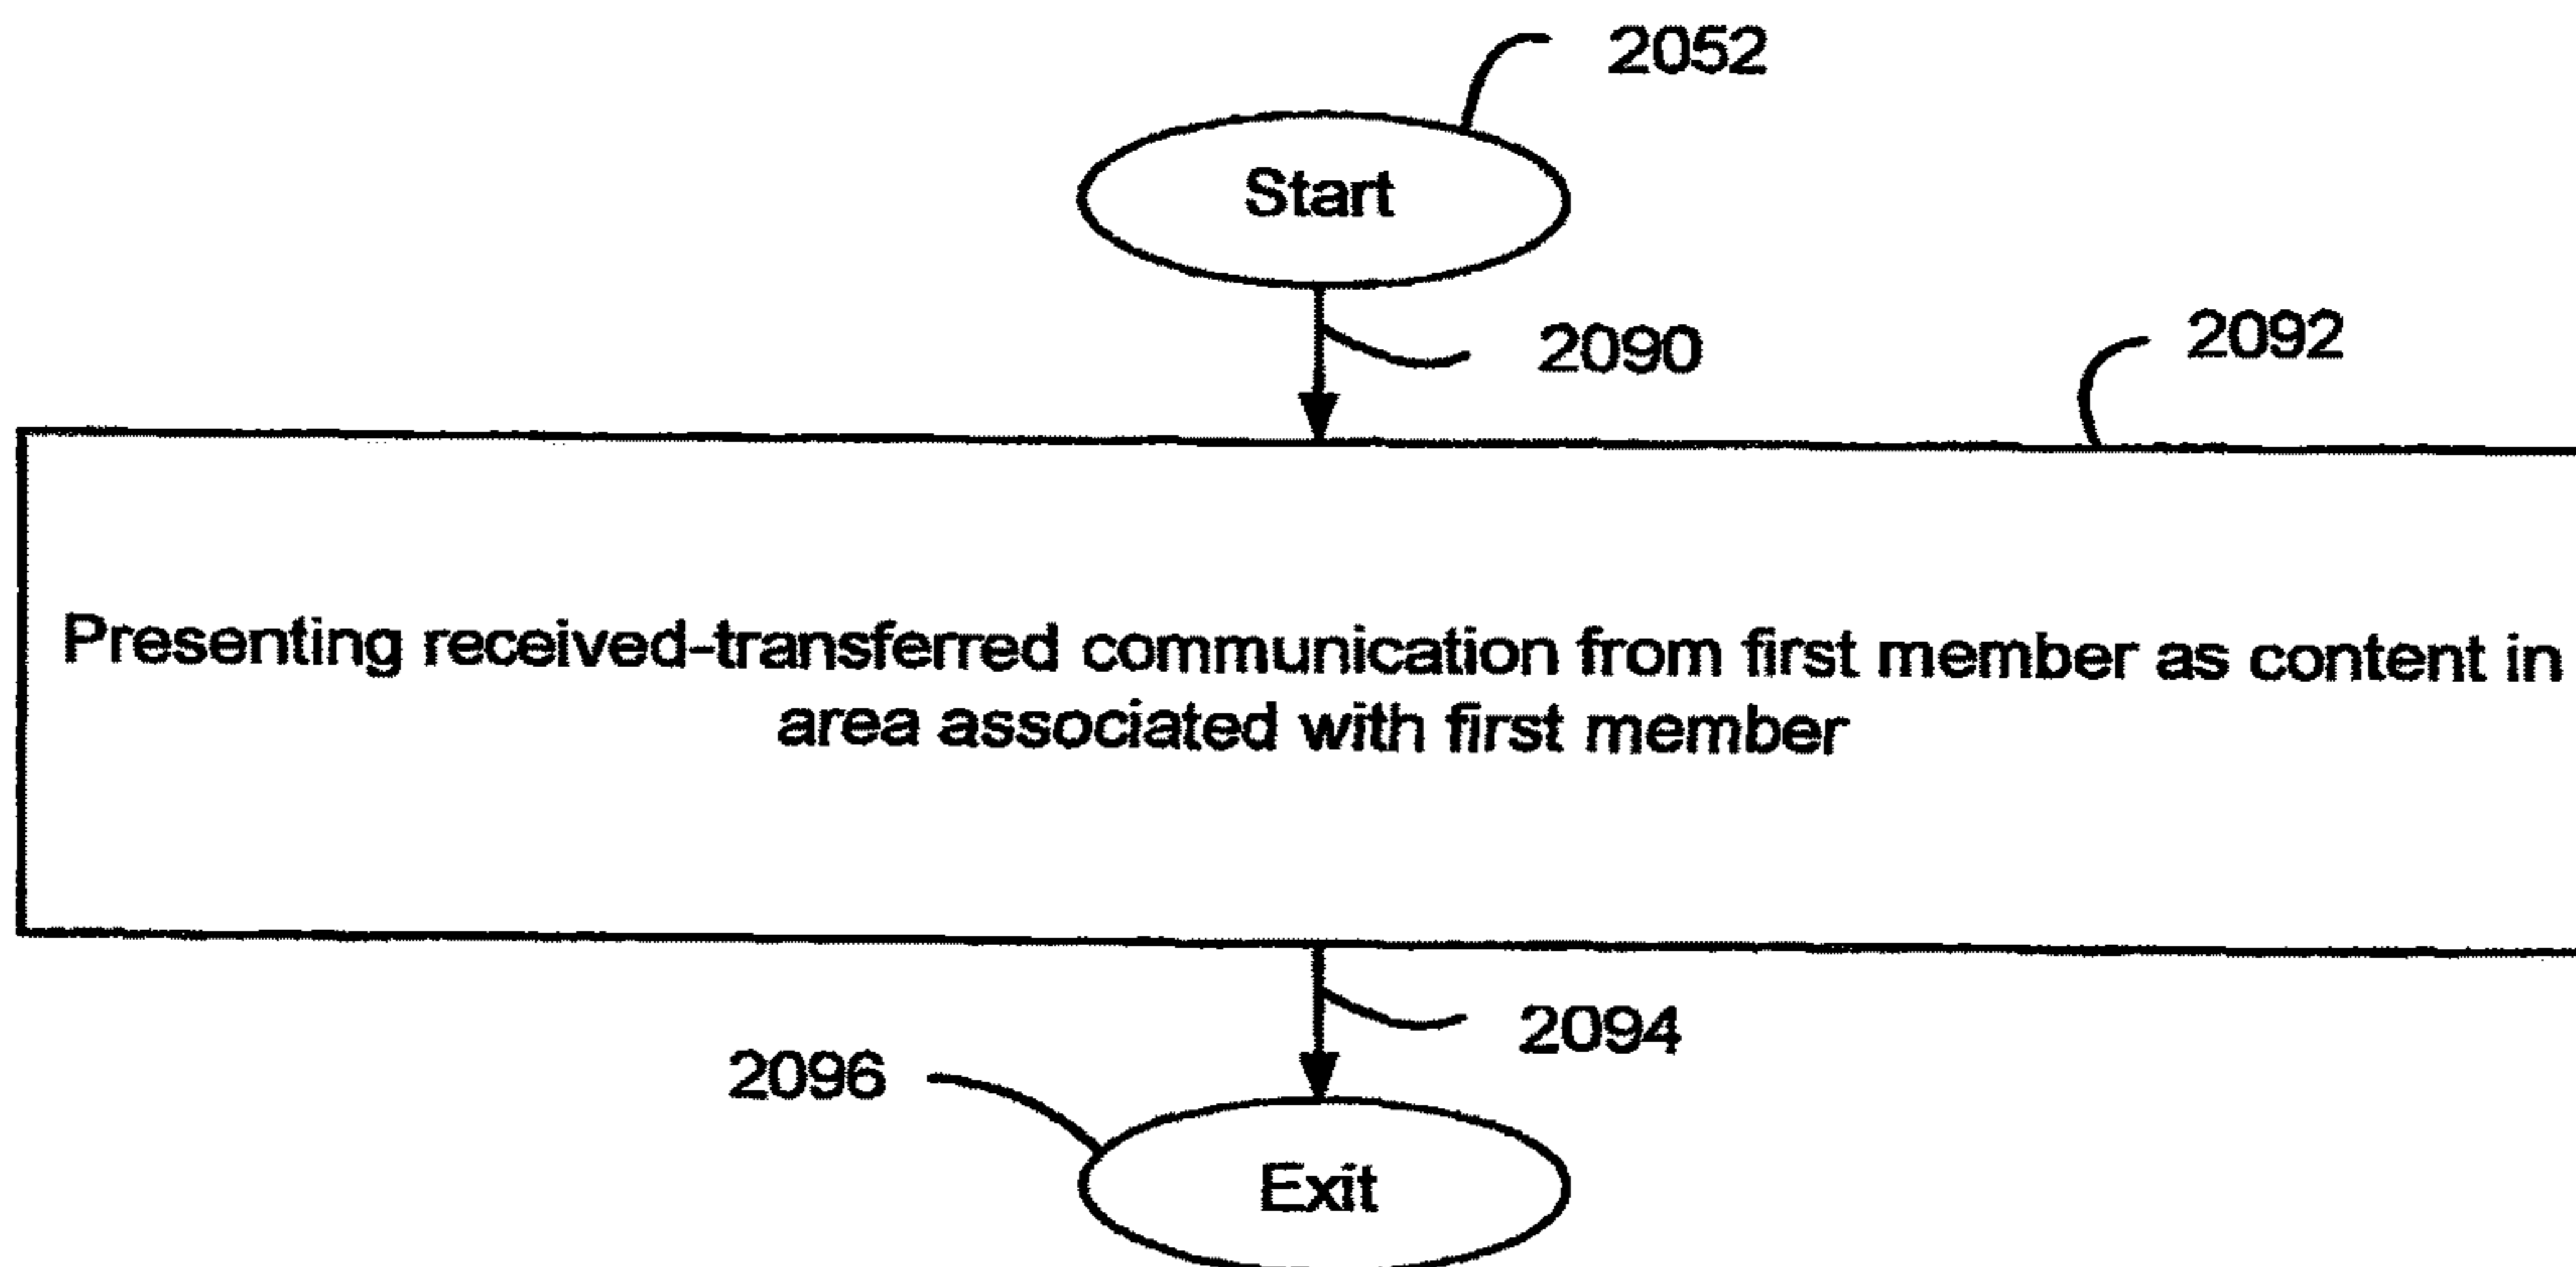 2052
Start
2090
2092
Presenting received-transferred communication from first member as content in
area associated with first member
2094
2096
Exit